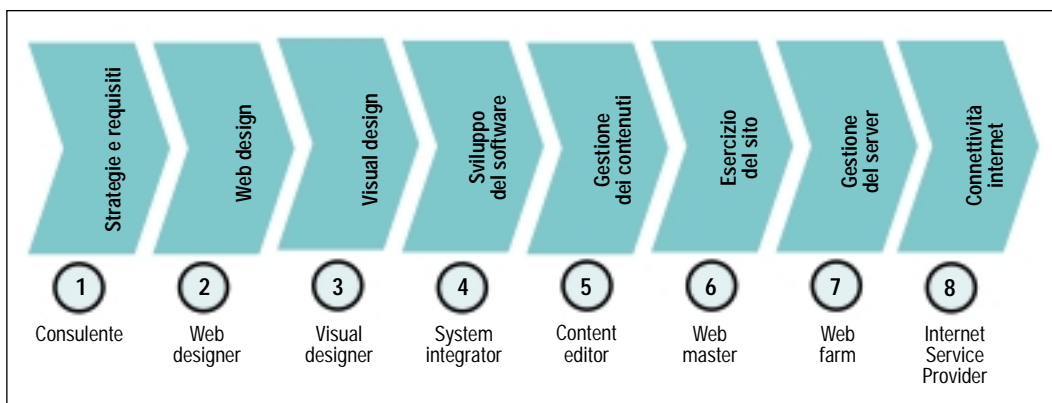 Strategie e requisiti
Web design
Visual design
Sviluppo
del software
Gestione
dei contenuti
Esercizio
del sito
Gestione
del server
Connettività
internet
1
2
3
4
5
6
7
8
Consulente
Web
designer
Visual
designer
System
integrator
Content
editor
Web
master
Web
farm
Internet
Service
Provider